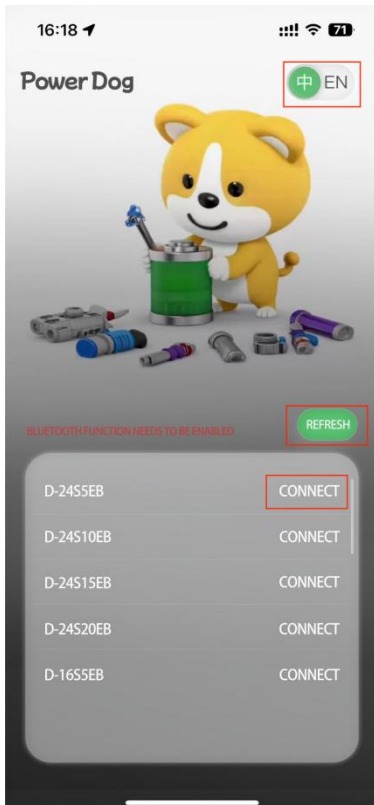 16:18
71
Power Dog
中 EN
BLUETOOTH FUNCTION NEEDS TO BE ENABLED
REFRESH
D-24S5EB CONNECT
D-24S10EB CONNECT
D-24S15EB CONNECT
D-24S20EB CONNECT
D-16S5EB CONNECT